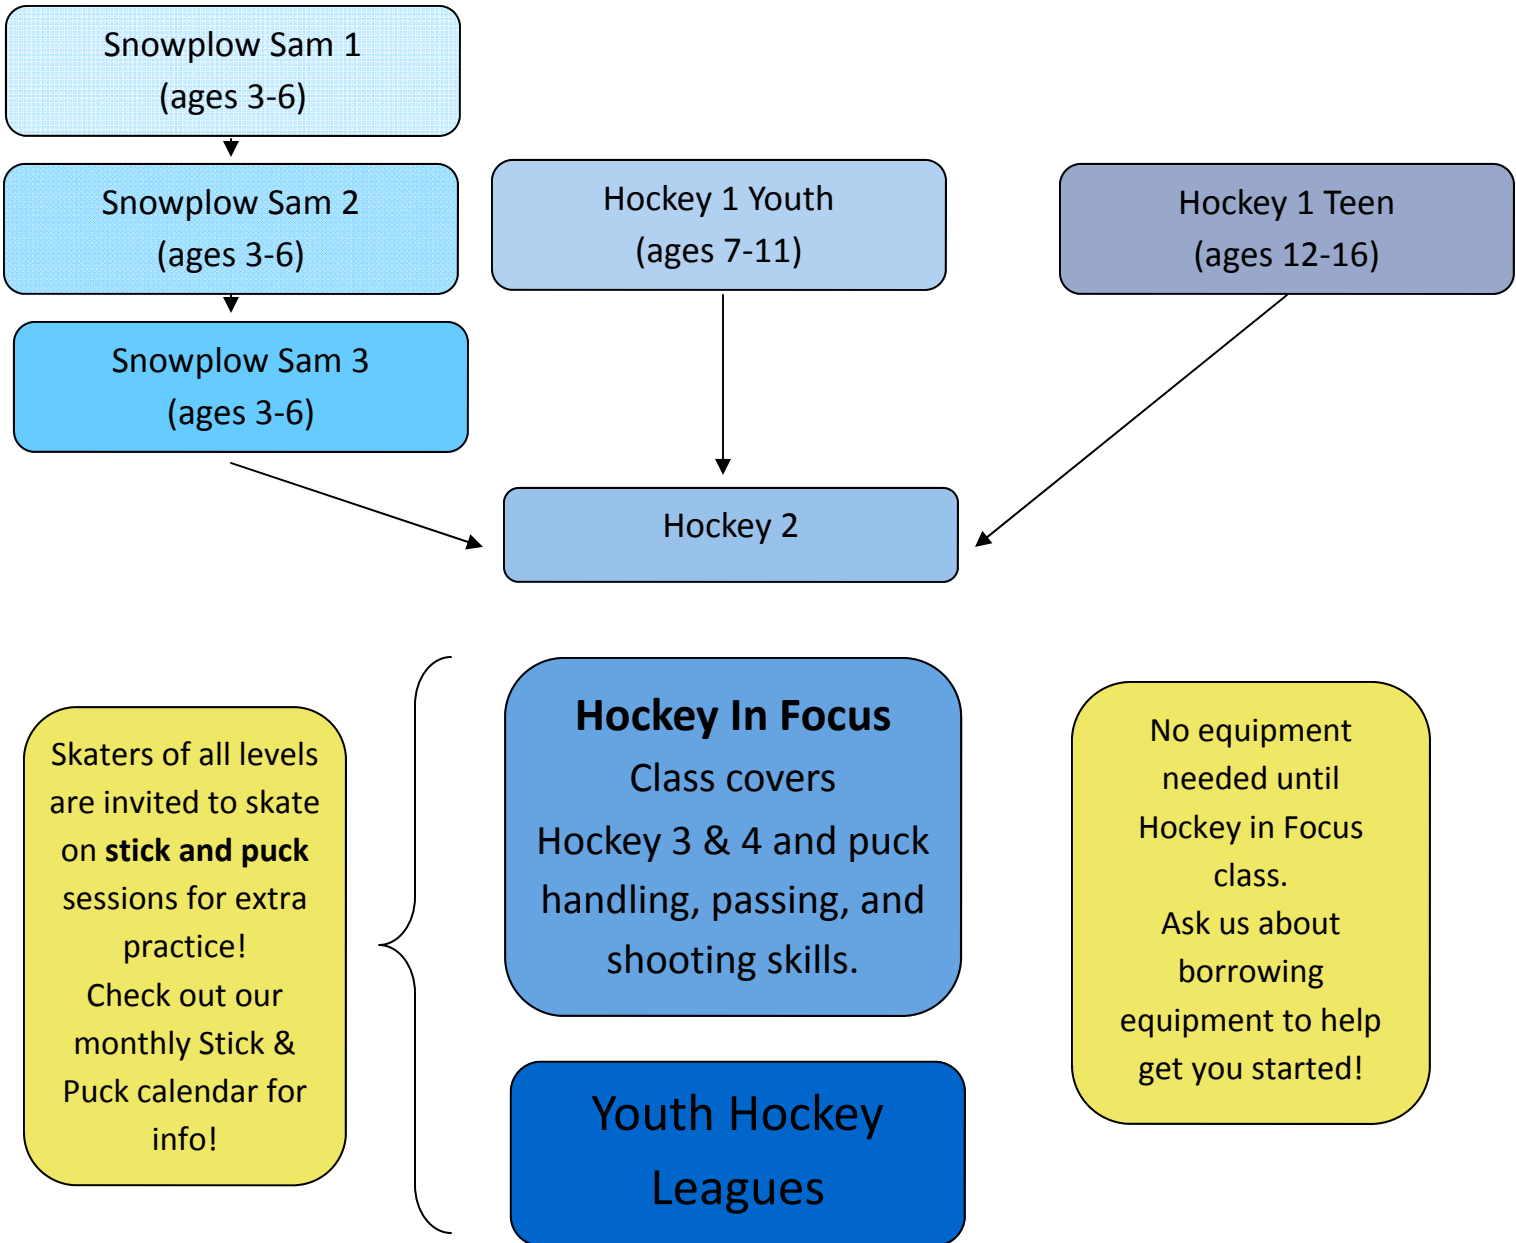 Snowplow Sam 1
(ages 3-6)
Snowplow Sam 2
(ages 3-6)
Hockey 1 Youth
(ages 7-11)
Hockey 1 Teen
(ages 12-16)
Snowplow Sam 3
(ages 3-6)
Hockey 2
Skaters of all levels
are invited to skate
on stick and puck
sessions for extra
practice!
Check out our
monthly Stick &
Puck calendar for
info!
Hockey In Focus
Class covers
Hockey 3 & 4 and puck
handling, passing, and
shooting skills.
No equipment
needed until
Hockey in Focus
class.
Ask us about
borrowing
equipment to help
get you started!
Youth Hockey
Leagues